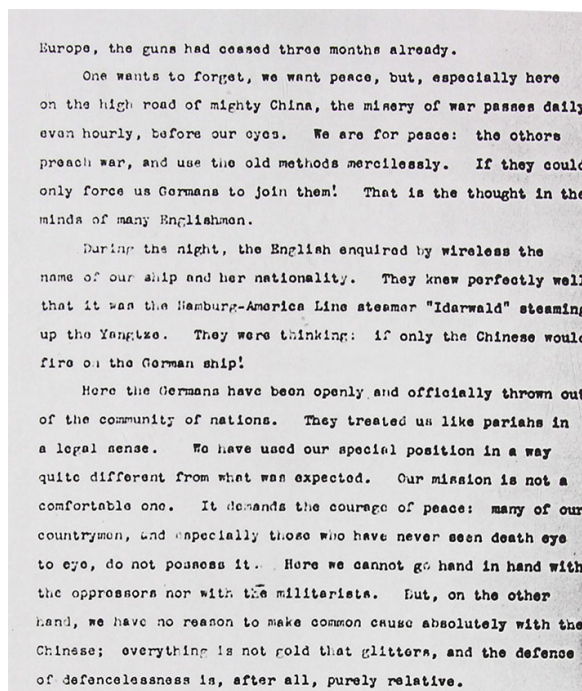 Europe, the guns had ceased three months already.
One wants to forget, we want peace, but, especially here
on the high road of mighty China, the misery of war passes daily
even hourly, before our eyes. We are for peace: the others
preach war, and use the old methods mercilessly. If they could
only force us Germans to join them! That is the thought in the
minds of many Englishmen.
During the night, the English enquired by wireless the
name of our ship and her nationality. They knew perfectly well
that it was the Hamburg-America Line steamer "Idarwald" steaming
up the Yangtze. They were thinking: if only the Chinese would
fire on the German ship!
Here the Germans have been openly and officially thrown out
of the community of nations. They treated us like pariahs in
a legal sense. We have used our special position in a way
quite different from what was expected. Our mission is not a
comfortable one. It demands the courage of peace: many of our
countrymen, and especially those who have never seen death eye
to eye, do not possess it. Here we cannot go hand in hand with
the oppressors nor with the militarists. But, on the other
hand, we have no reason to make common cause absolutely with the
Chinese; everything is not gold that glitters, and the defence
of defencelessness is, after all, purely relative.